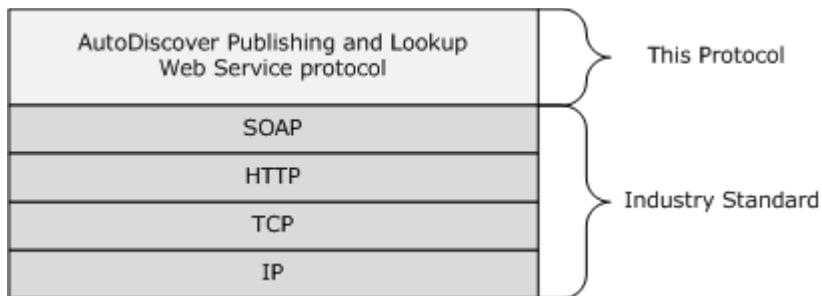 AutoDiscover Publishing and Lookup
Web Service protocol
This Protocol
SOAP
HTTP
TCP
IP
Industry Standard